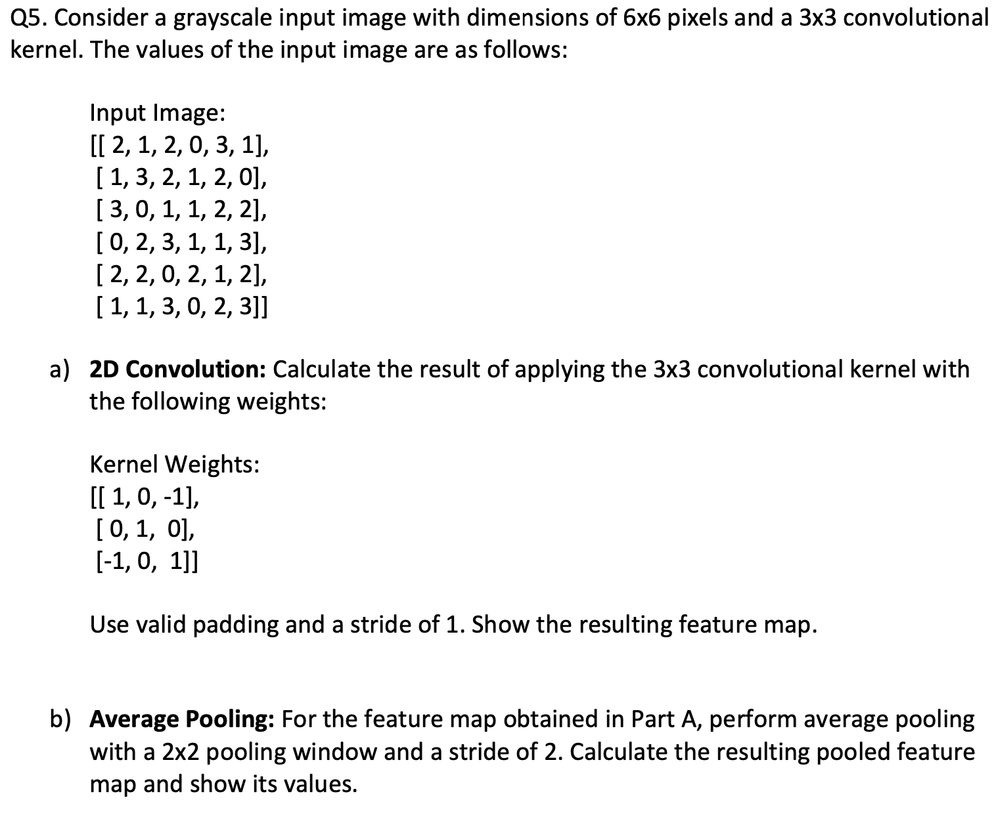 Q5. Consider a grayscale input image with dimensions of 6x6 pixels and a 3x3 convolutional
kernel. The values of the input image are as follows:
Input Image:
[[ 2, 1, 2, 0, 3, 1],
[ 1, 3, 2, 1, 2, 0],
[ 3, 0, 1, 1, 2, 2],
[ 0, 2, 3, 1, 1, 3],
[ 2, 2, 0, 2, 1, 2],
[ 1, 1, 3, 0, 2, 3]]
a) 2D Convolution: Calculate the result of applying the 3x3 convolutional kernel with
the following weights:
Kernel Weights:
[[ 1, 0, -1],
[ 0, 1, 0],
[-1, 0, 1]]
Use valid padding and a stride of 1. Show the resulting feature map.
b) Average Pooling: For the feature map obtained in Part A, perform average pooling
with a 2x2 pooling window and a stride of 2. Calculate the resulting pooled feature
map and show its values.